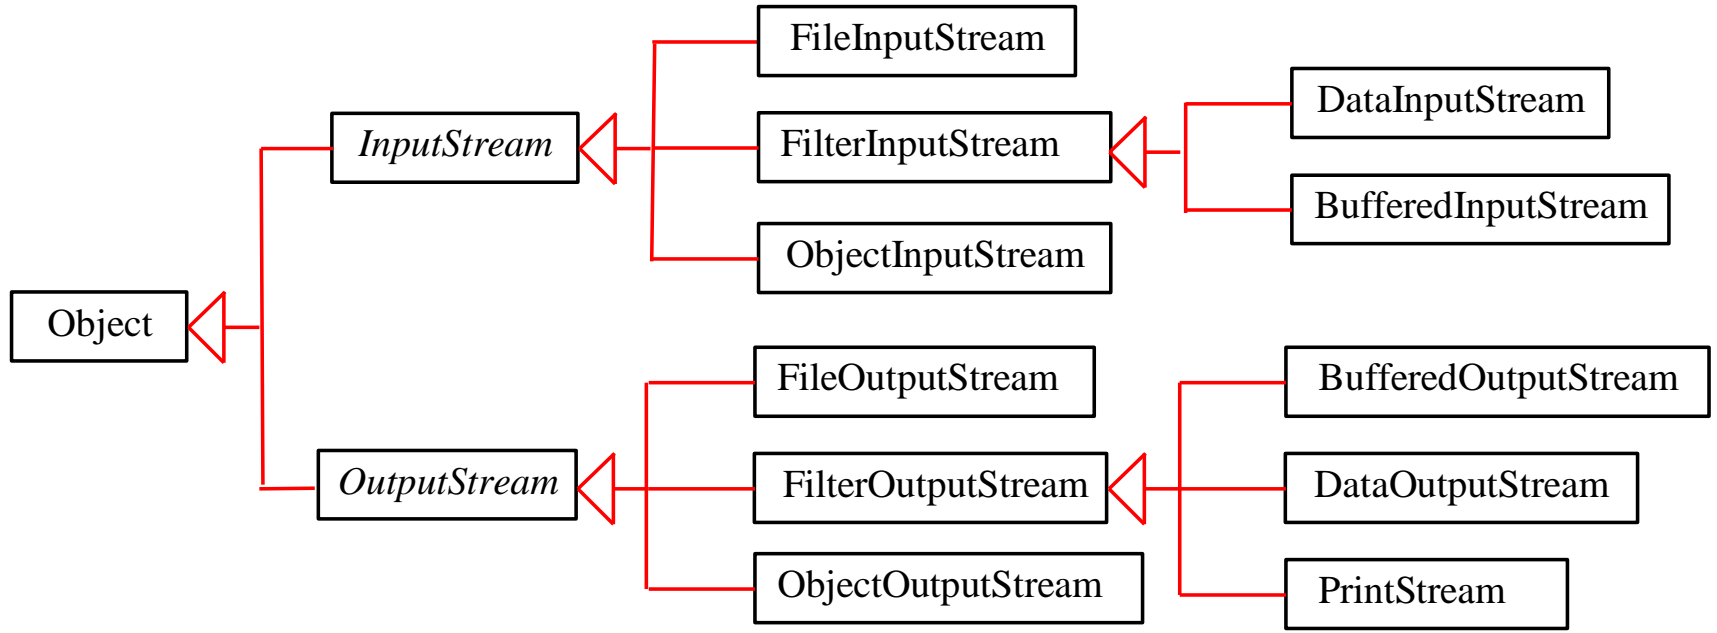 Object
InputStream
OutputStream
FileInputStream
FilterInputStream
ObjectInputStream
FileOutputStream
FilterOutputStream
ObjectOutputStream
DataInputStream
BufferedInputStream
BufferedOutputStream
DataOutputStream
PrintStream